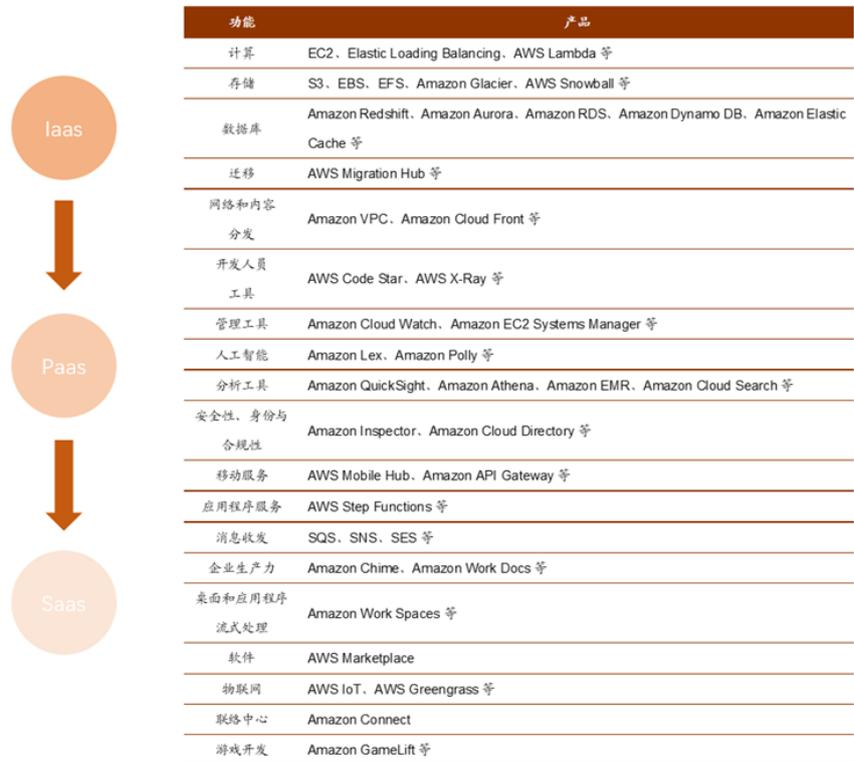 Iaas
Paas
Saas
功能 产品
计算 EC2、Elastic Loading Balancing、AWS Lambda 等
存储 S3、EBS、EFS、Amazon Glacier、AWS Snowball 等
数据库 Amazon Redshift、Amazon Aurora、Amazon RDS、Amazon Dynamo DB、Amazon Elastic
Cache 等
迁移 AWS Migration Hub 等
网络和内容
分发
Amazon VPC、Amazon Cloud Front 等
开发人员
工具
AWS Code Star、AWS X-Ray 等
管理工具 Amazon Cloud Watch、Amazon EC2 Systems Manager 等
人工智能 Amazon Lex、Amazon Polly 等
分析工具 Amazon QuickSight、Amazon Athena、Amazon EMR、Amazon Cloud Search 等
安全性、身份与
合规性
Amazon Inspector、Amazon Cloud Directory 等
移动服务 AWS Mobile Hub、Amazon API Gateway 等
应用程序服务 AWS Step Functions 等
消息收发 SQS、SNS、SES 等
企业生产力 Amazon Chime、Amazon Work Docs 等
桌面和应用程序
流式处理
Amazon Work Spaces 等
软件 AWS Marketplace
物联网 AWS IoT、AWS Greengrass 等
联络中心 Amazon Connect
游戏开发 Amazon GameLift 等